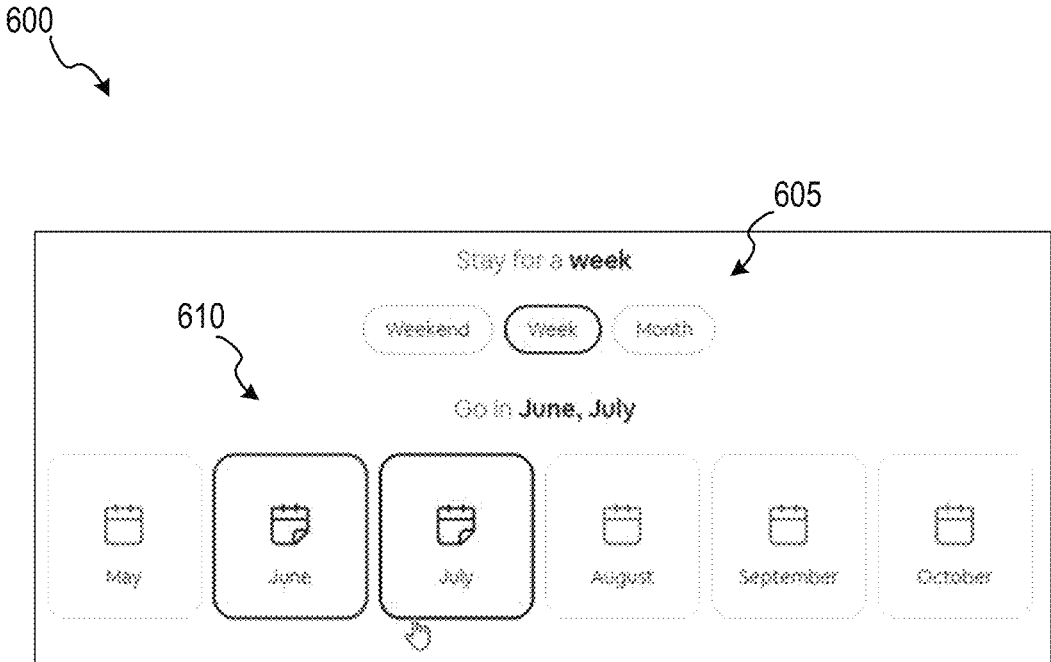 600
605
Stay for a week
610
Weekend Week Month
Go in June, July
May June July August September October